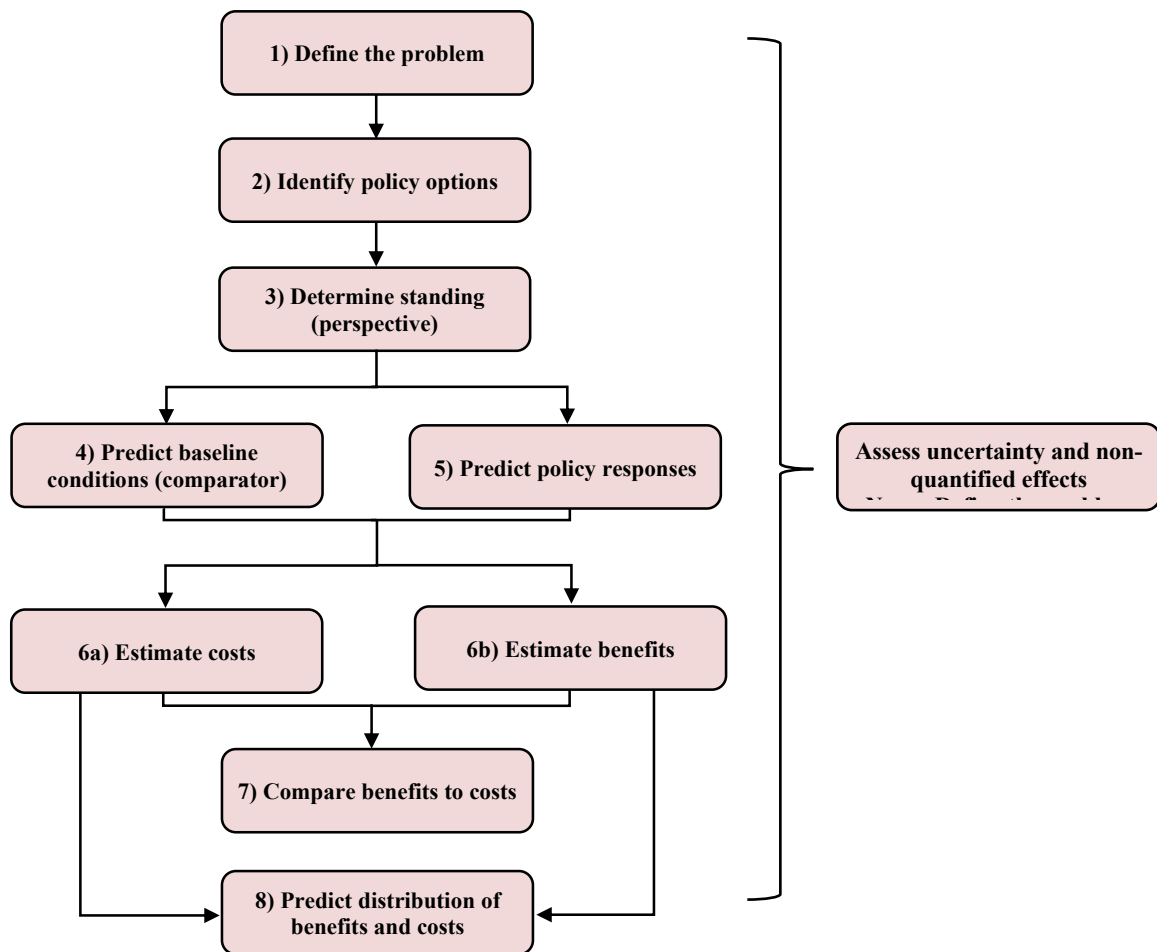 1) Define the problem
2) Identify policy options
3) Determine standing
(perspective)
4) Predict baseline
conditions (comparator)
5) Predict policy responses
Assess uncertainty and non-
quantified effects
6a) Estimate costs
6b) Estimate benefits
7) Compare benefits to costs
8) Predict distribution of
benefits and costs